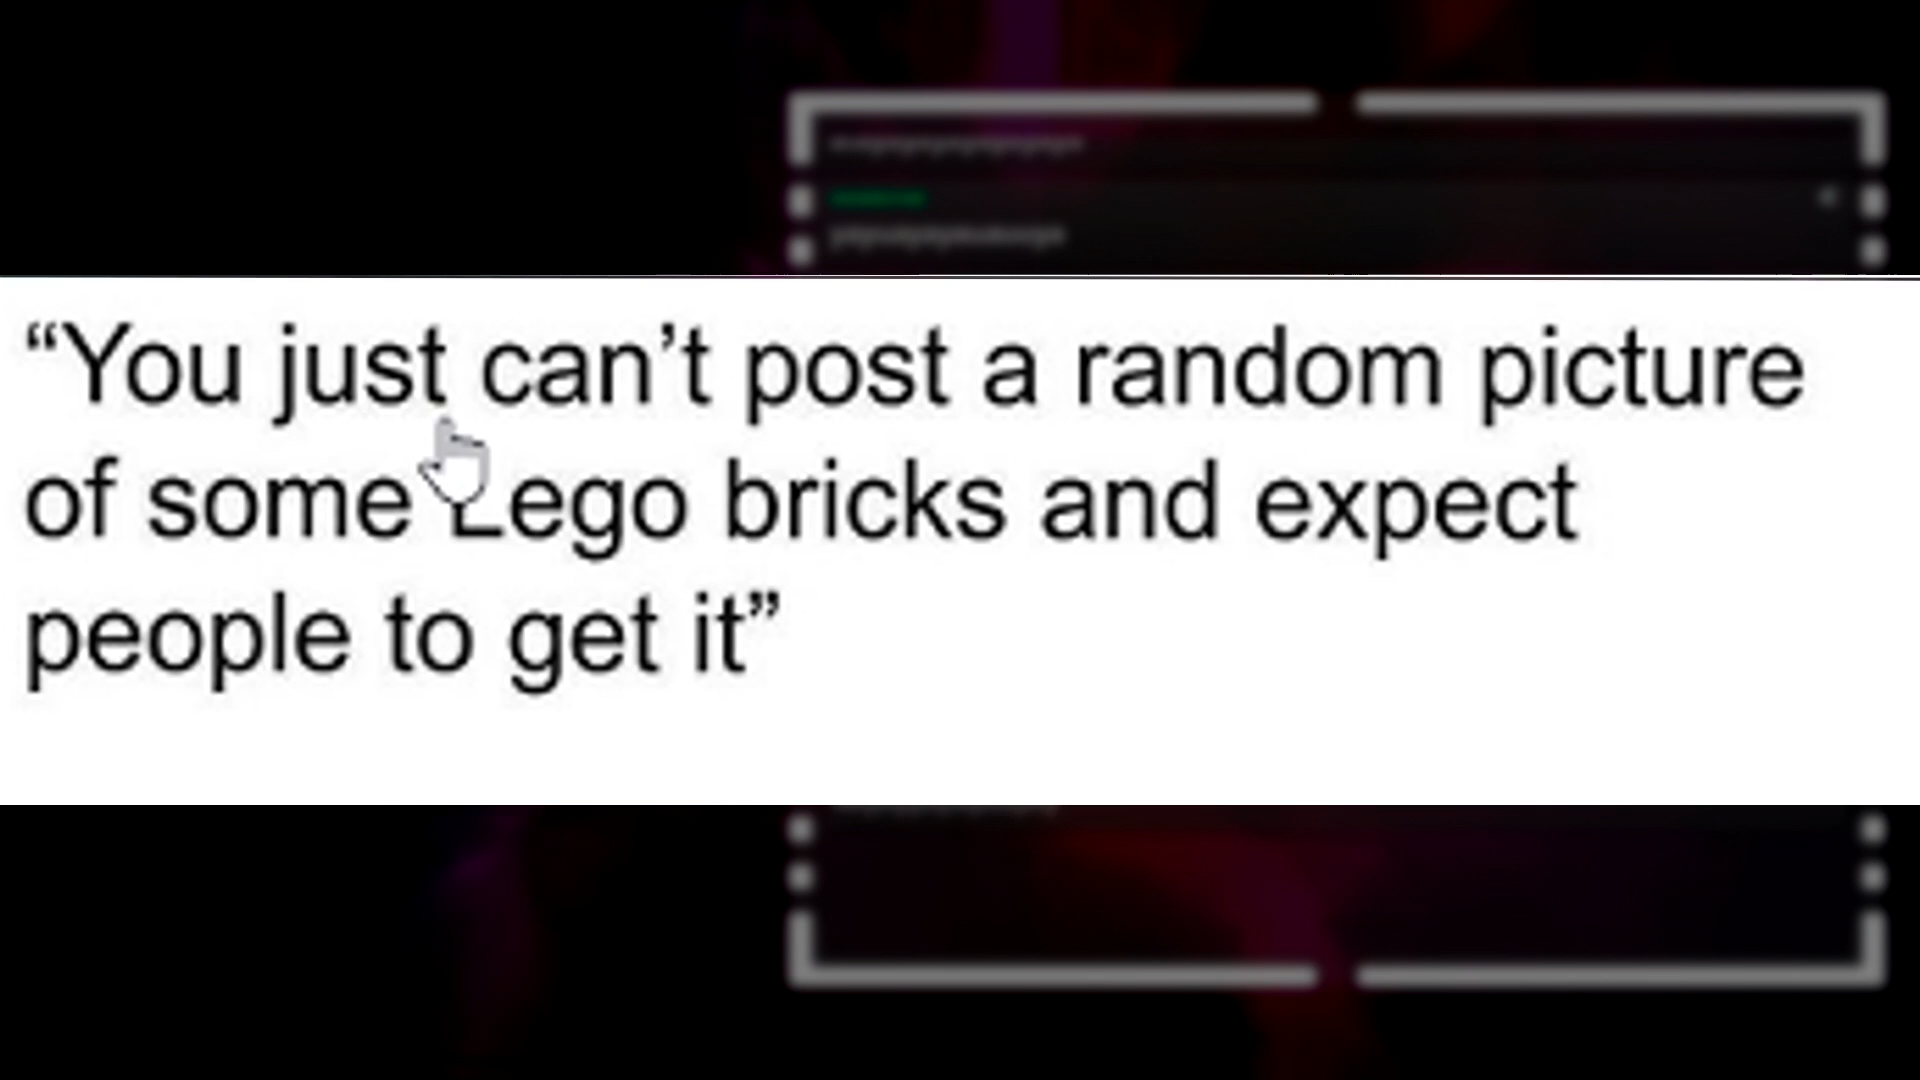 “You just can’t post a random picture
of some Lego bricks and expect
people to get it”